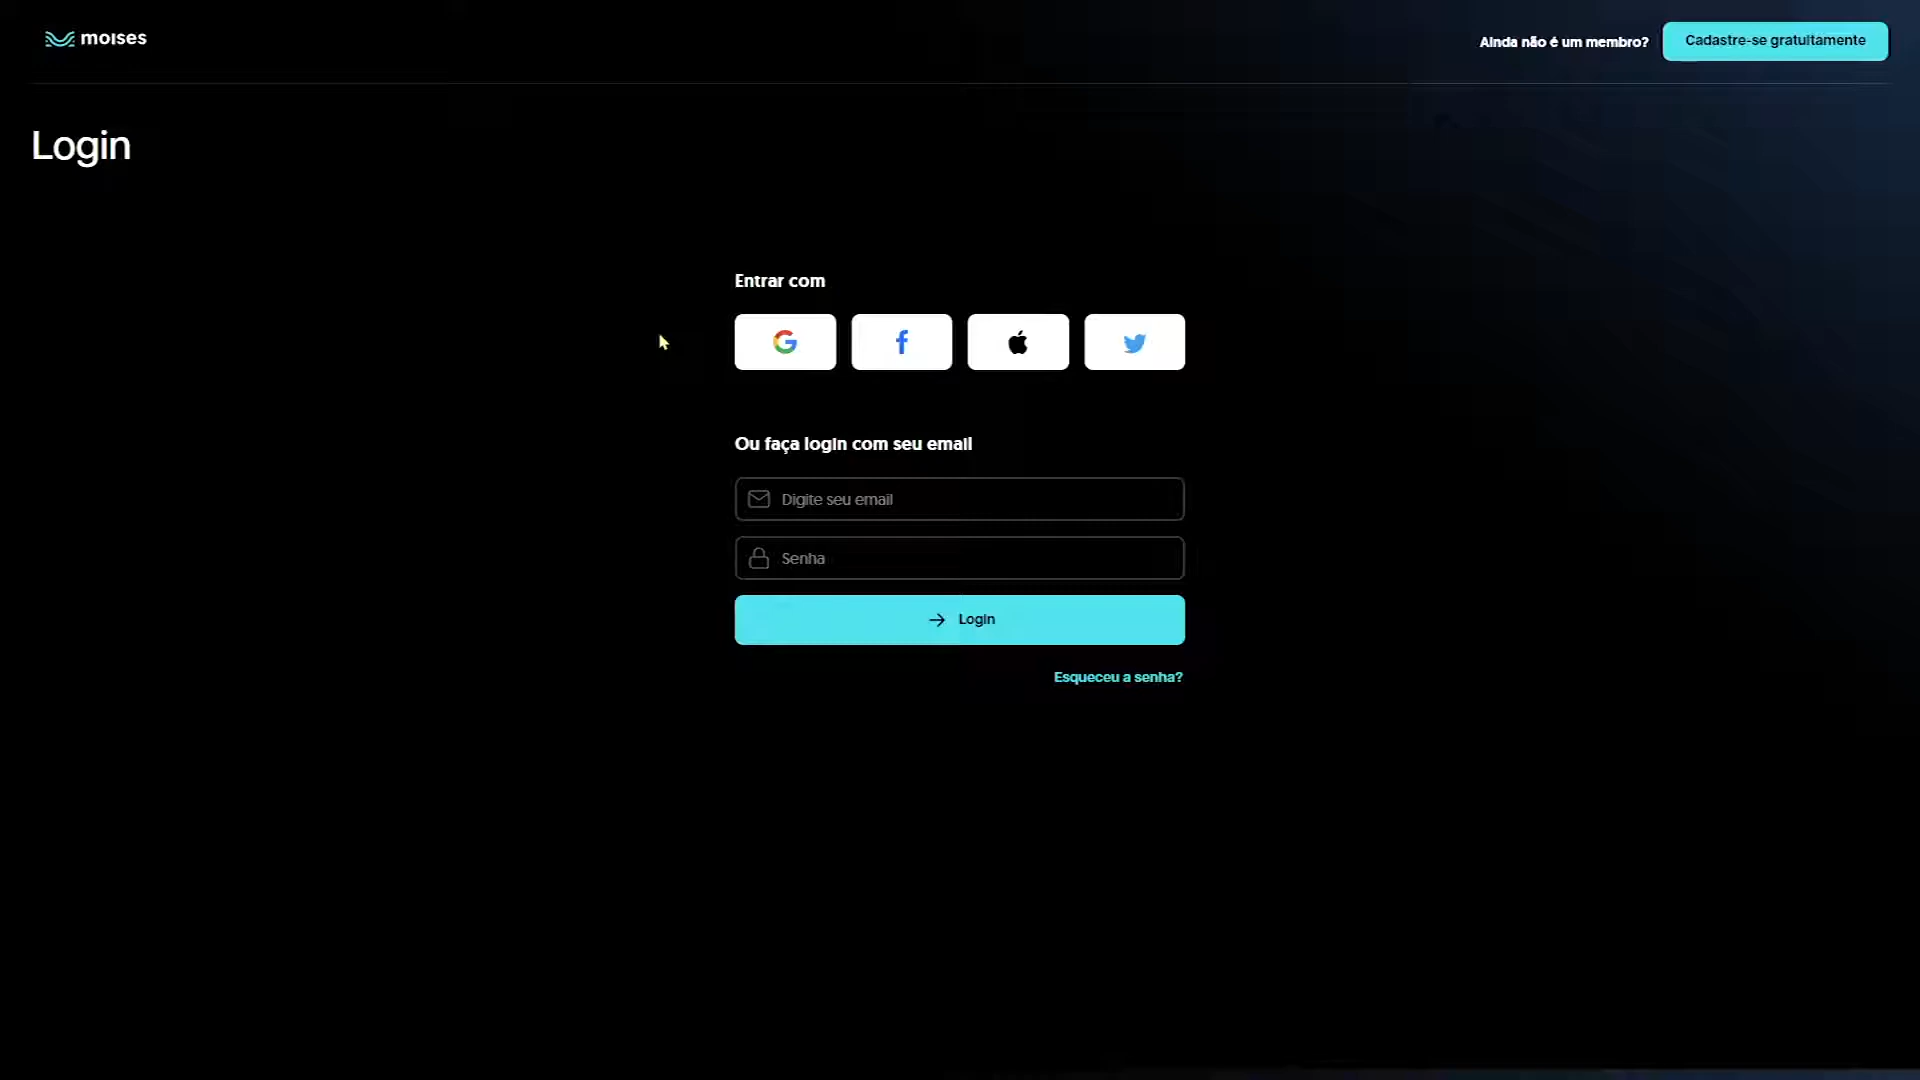 moises
Ainda não é um membro?
Cadastre-se gratuitamente
Login
Entrar com
Ou faça login com seu email
Digite seu email
Senha
Login
Esqueceu a senha?